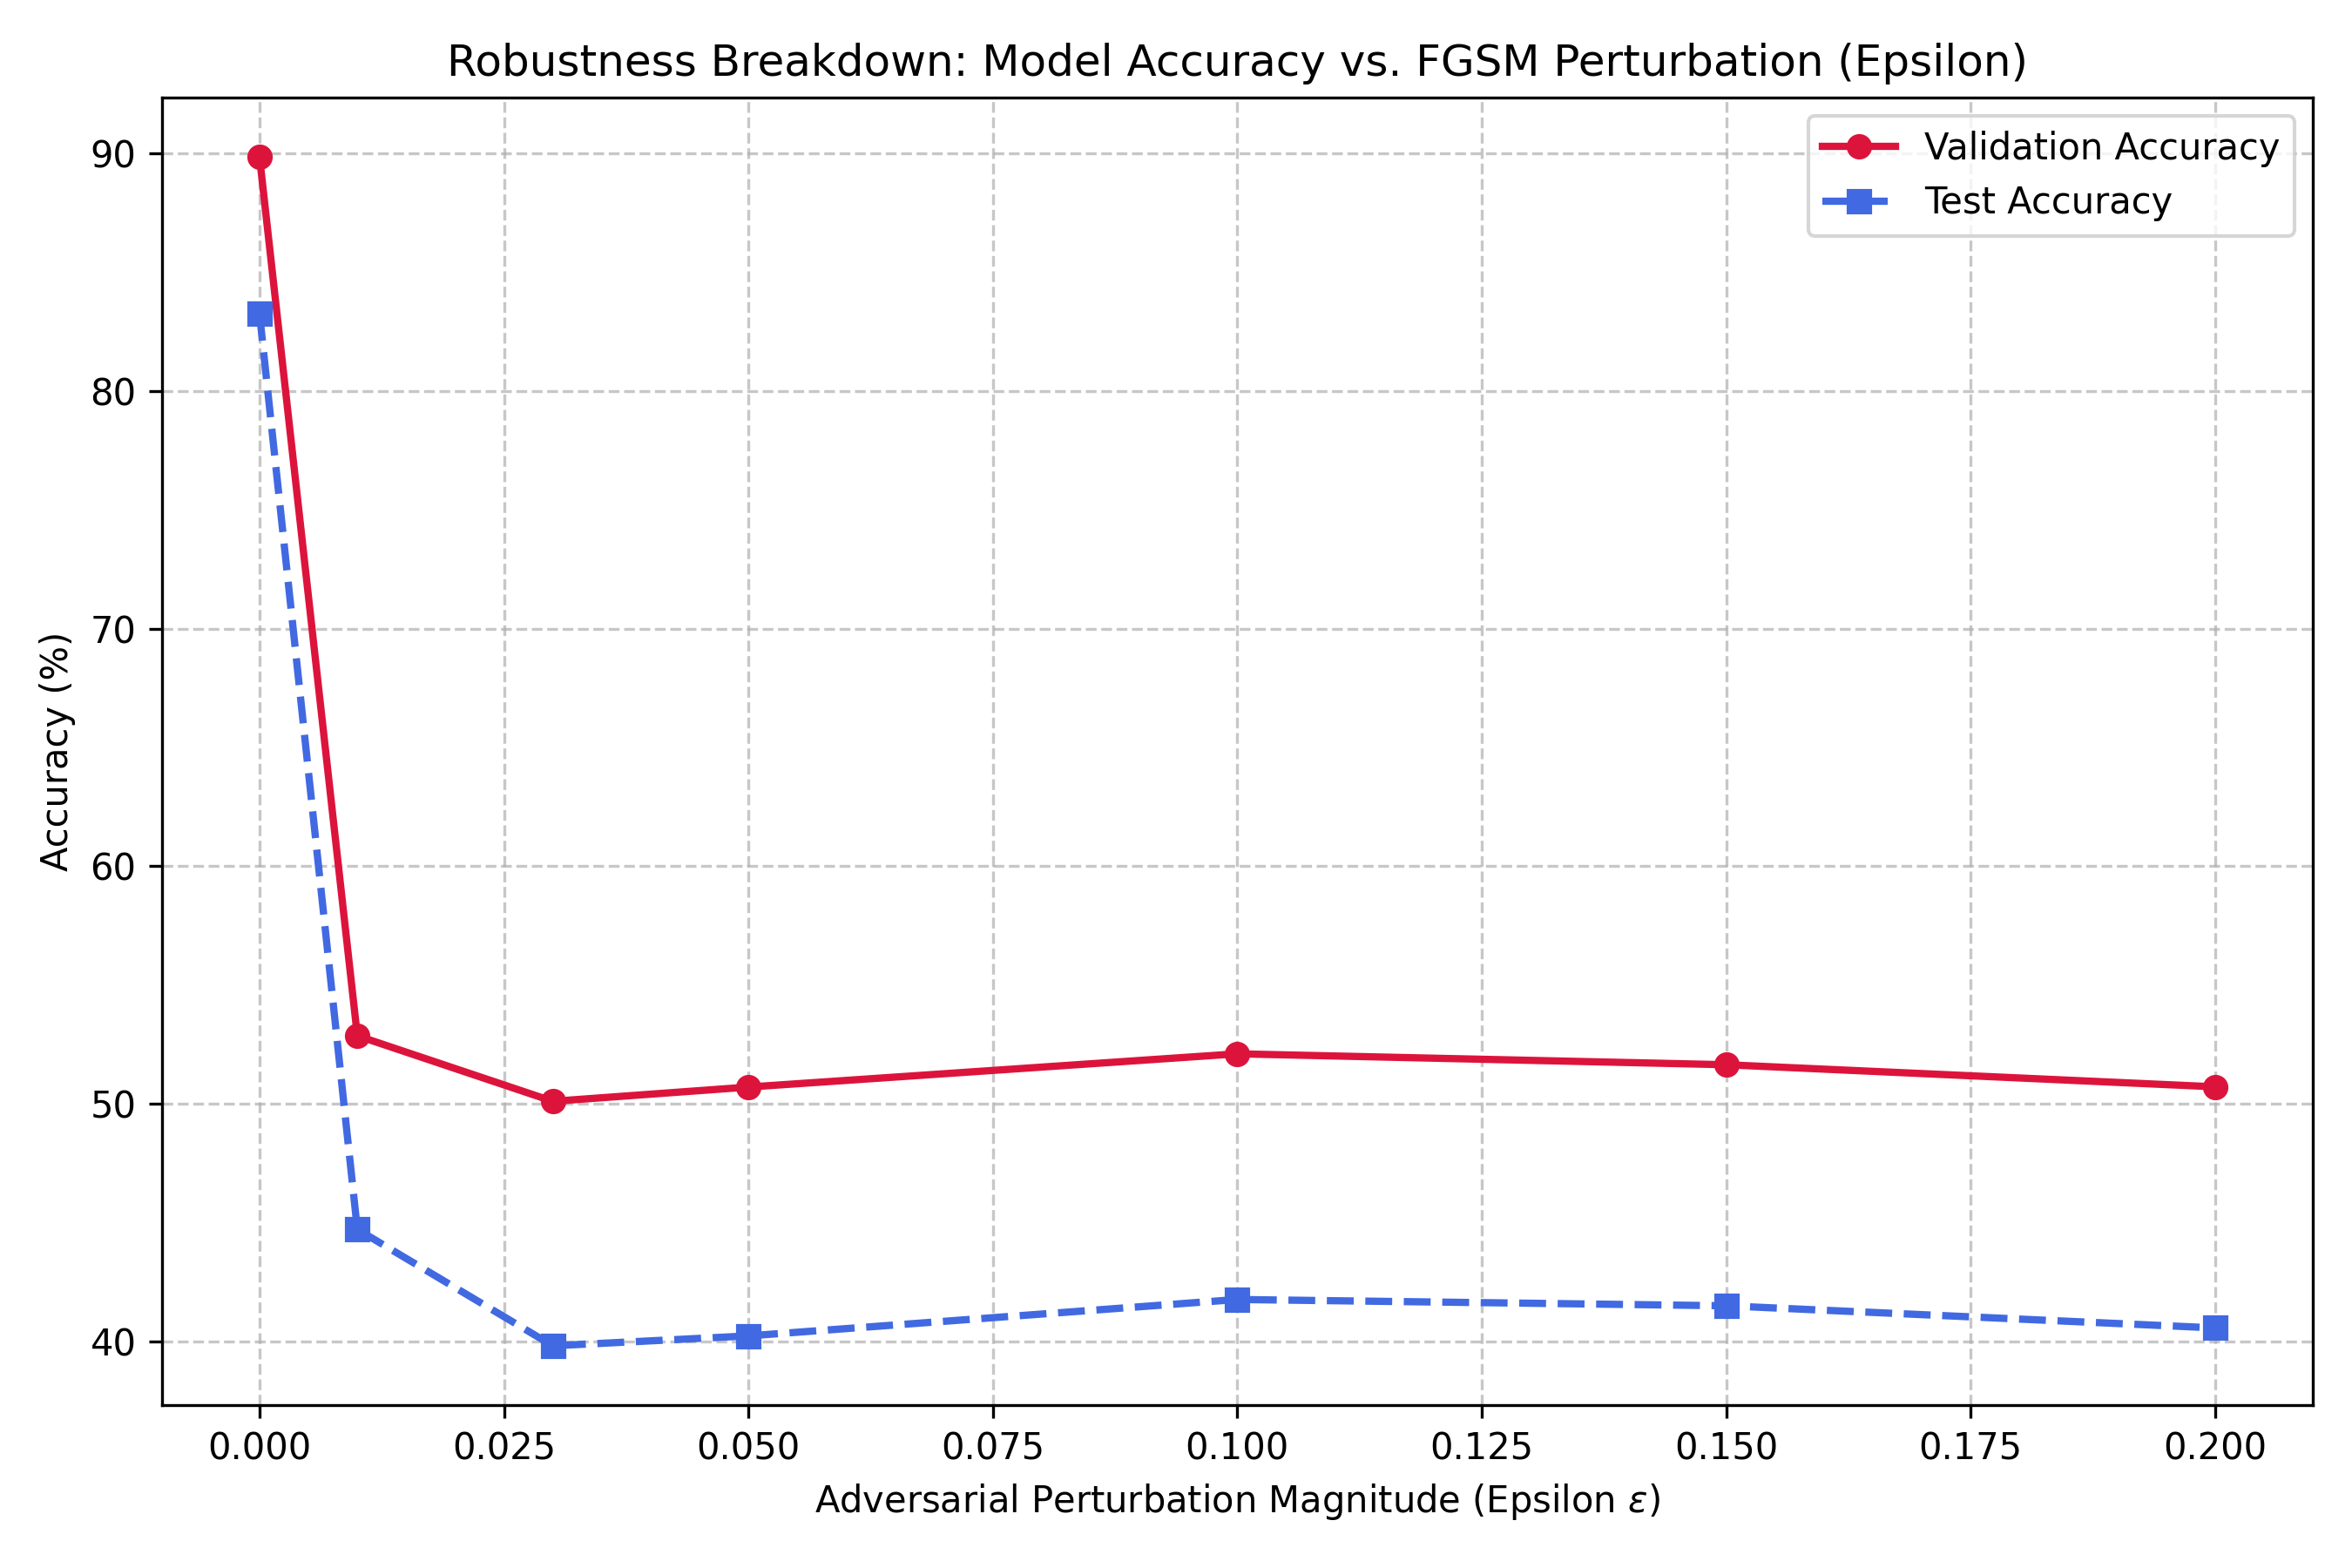 Robustness Breakdown: Model Accuracy vs. FGSM Perturbation (Epsilon)
Validation Accuracy
Test Accuracy
Accuracy (%)
90
80
70
60
50
40
0.000 0.025 0.050 0.075 0.100 0.125 0.150 0.175 0.200
Adversarial Perturbation Magnitude (Epsilon ε)